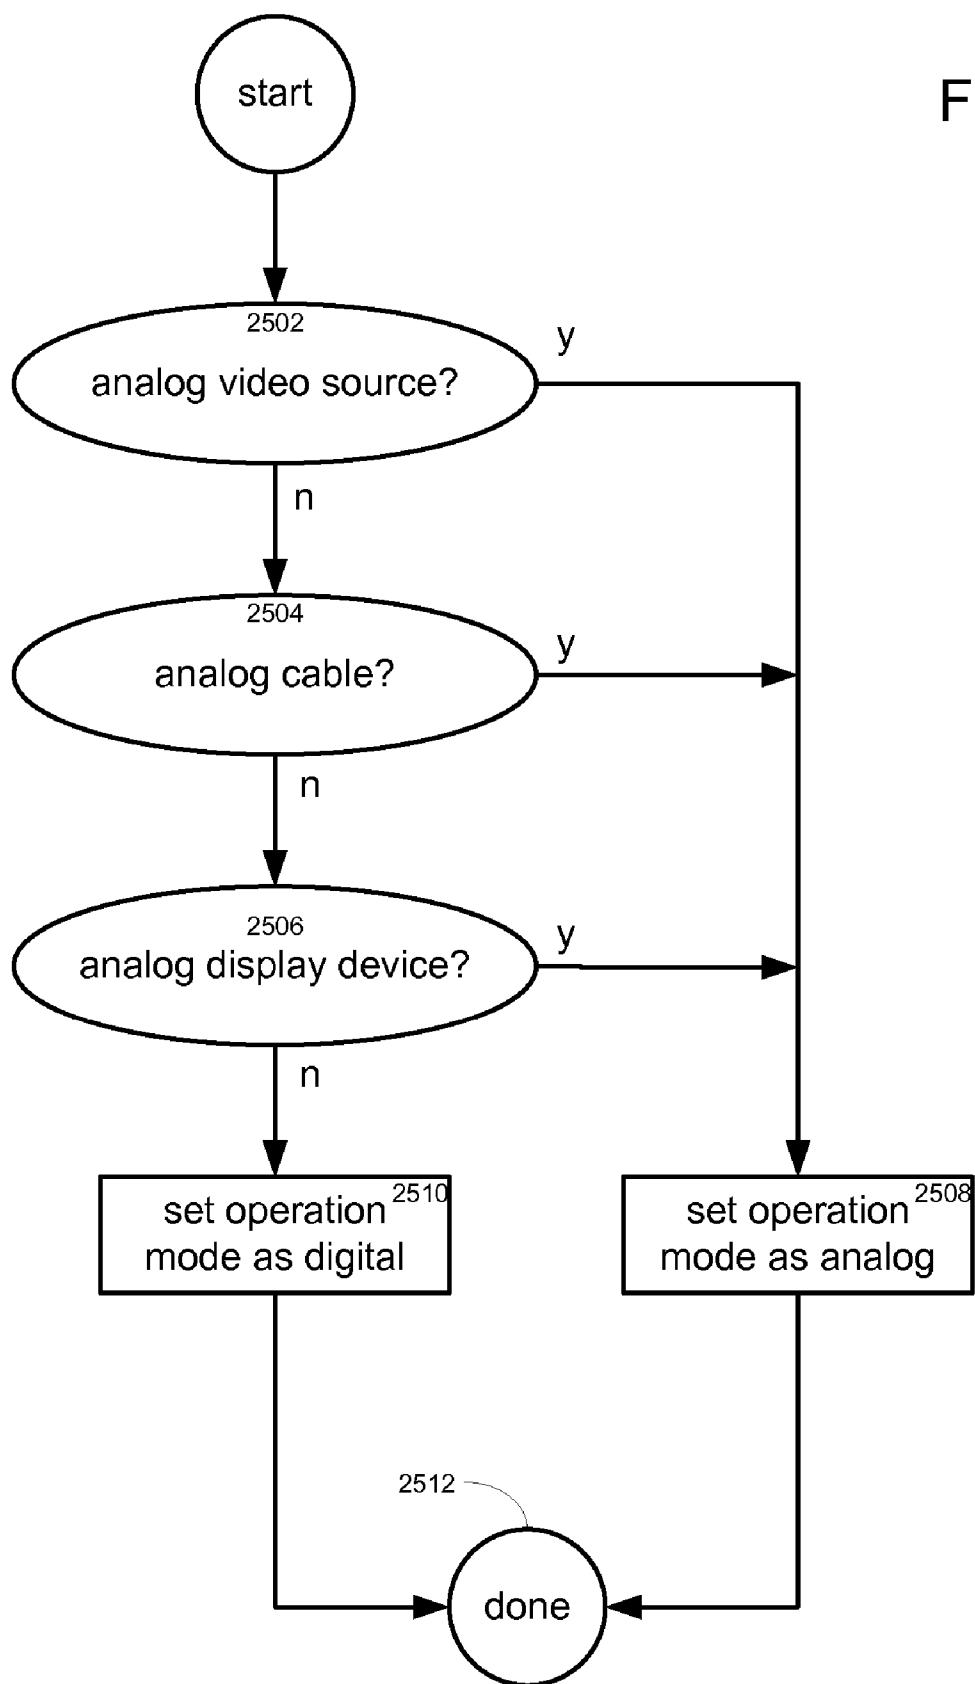 start
F
2502
analog video source?
y
n
2504
analog cable?
y
n
2506
analog display device?
y
n
2510
set operation
mode as digital
2508
set operation
mode as analog
2512
done